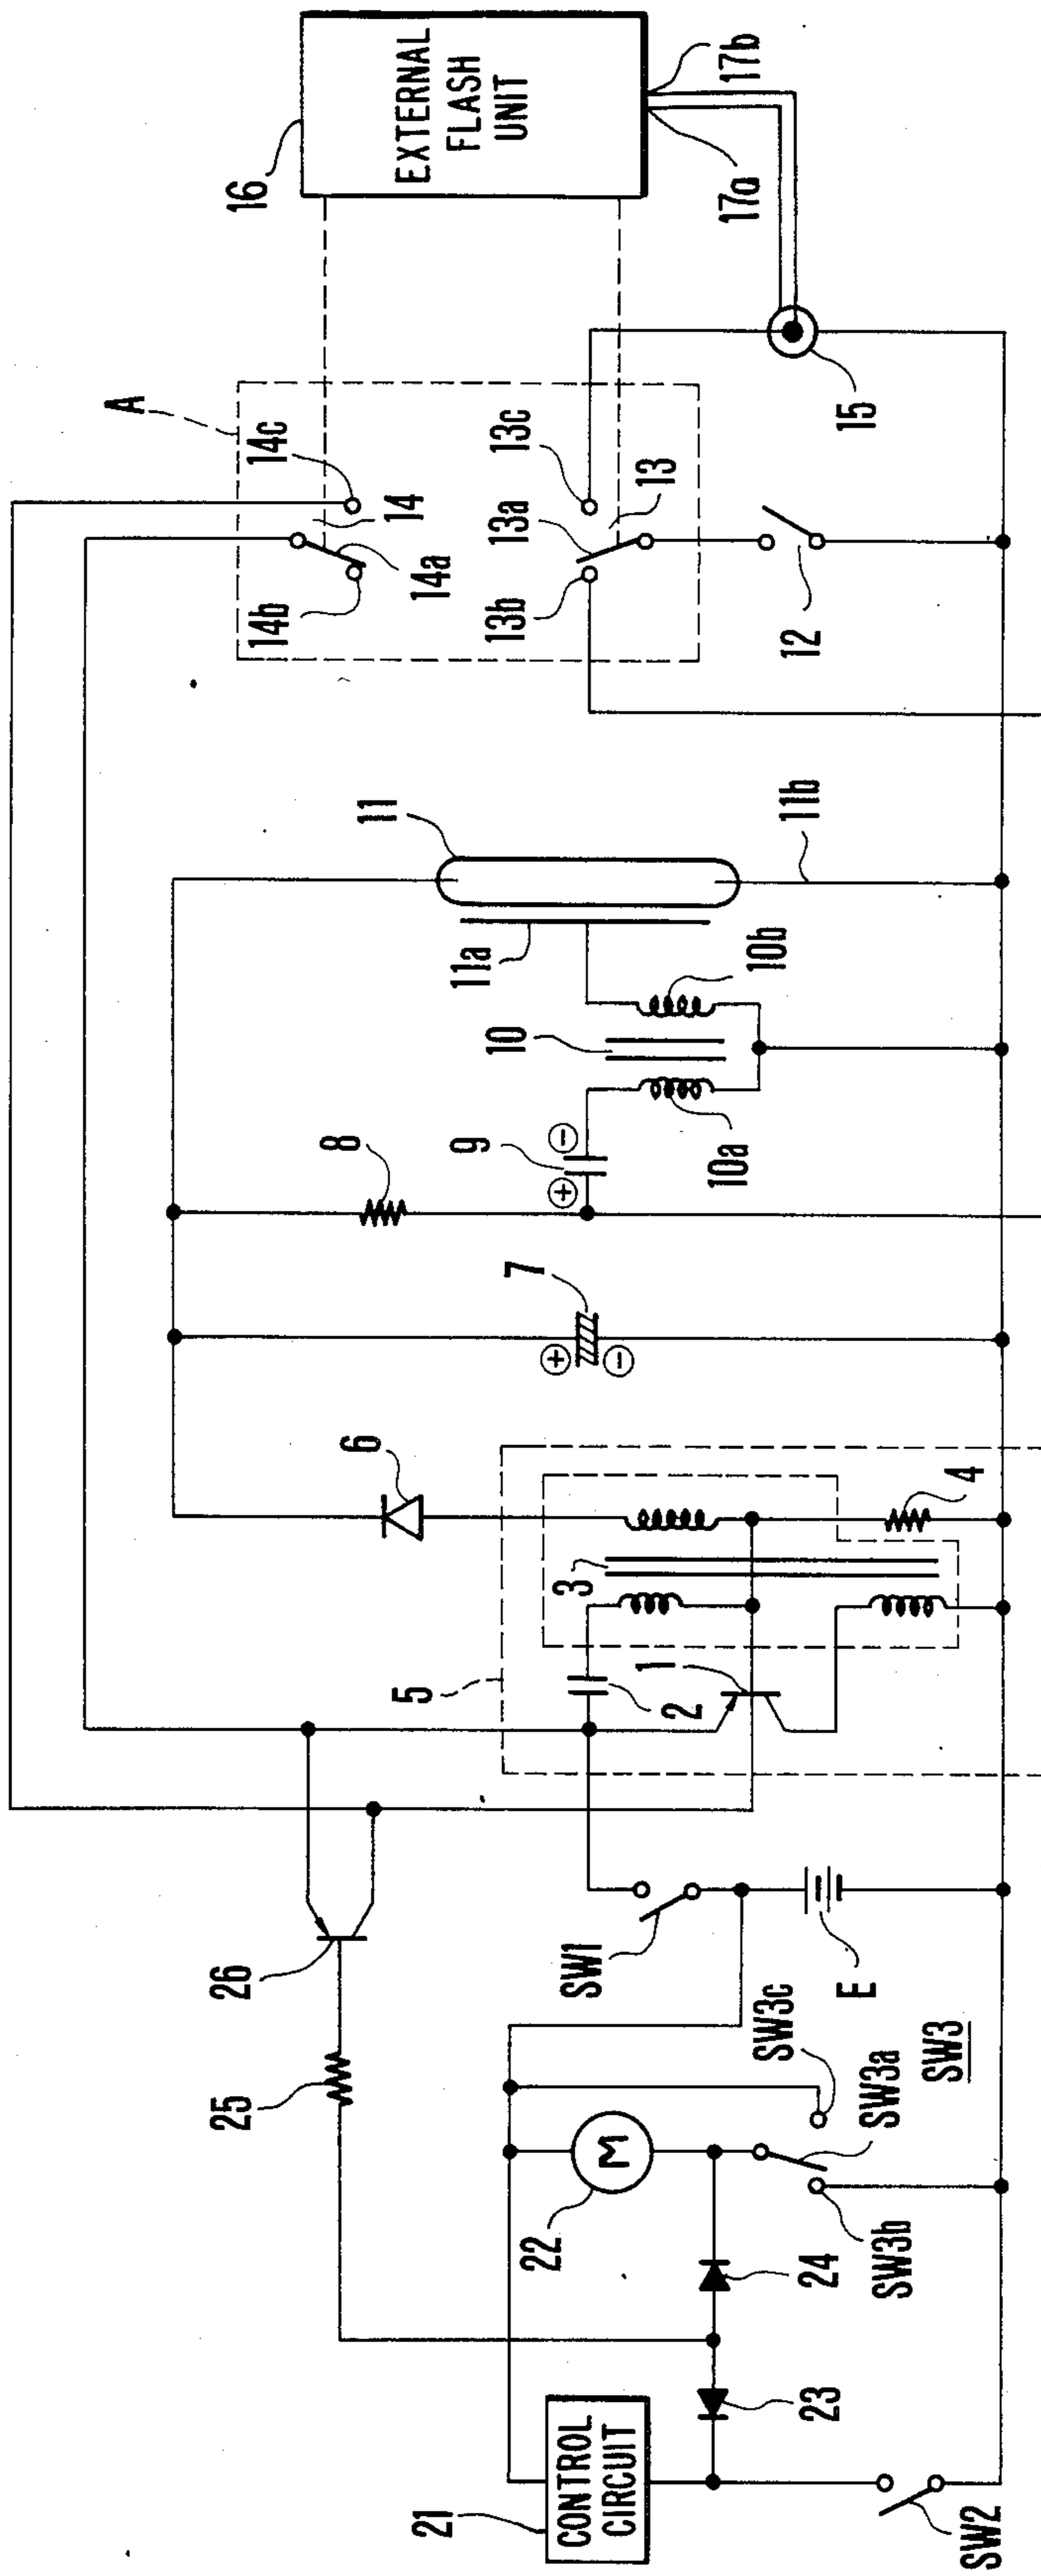 A
16
EXTERNAL
FLASH
UNIT
14c
14
14a
14b
13c
13
13a
13b
17b
17a
15
12
11
11a
11b
10
10b
10a
8
9
+
-
7
+
-
6
5
3
4
1
2
26
25
SW1
E
SW3c
SW3a
SW3
SW3b
22
M
24
23
21
CONTROL
CIRCUIT
SW2